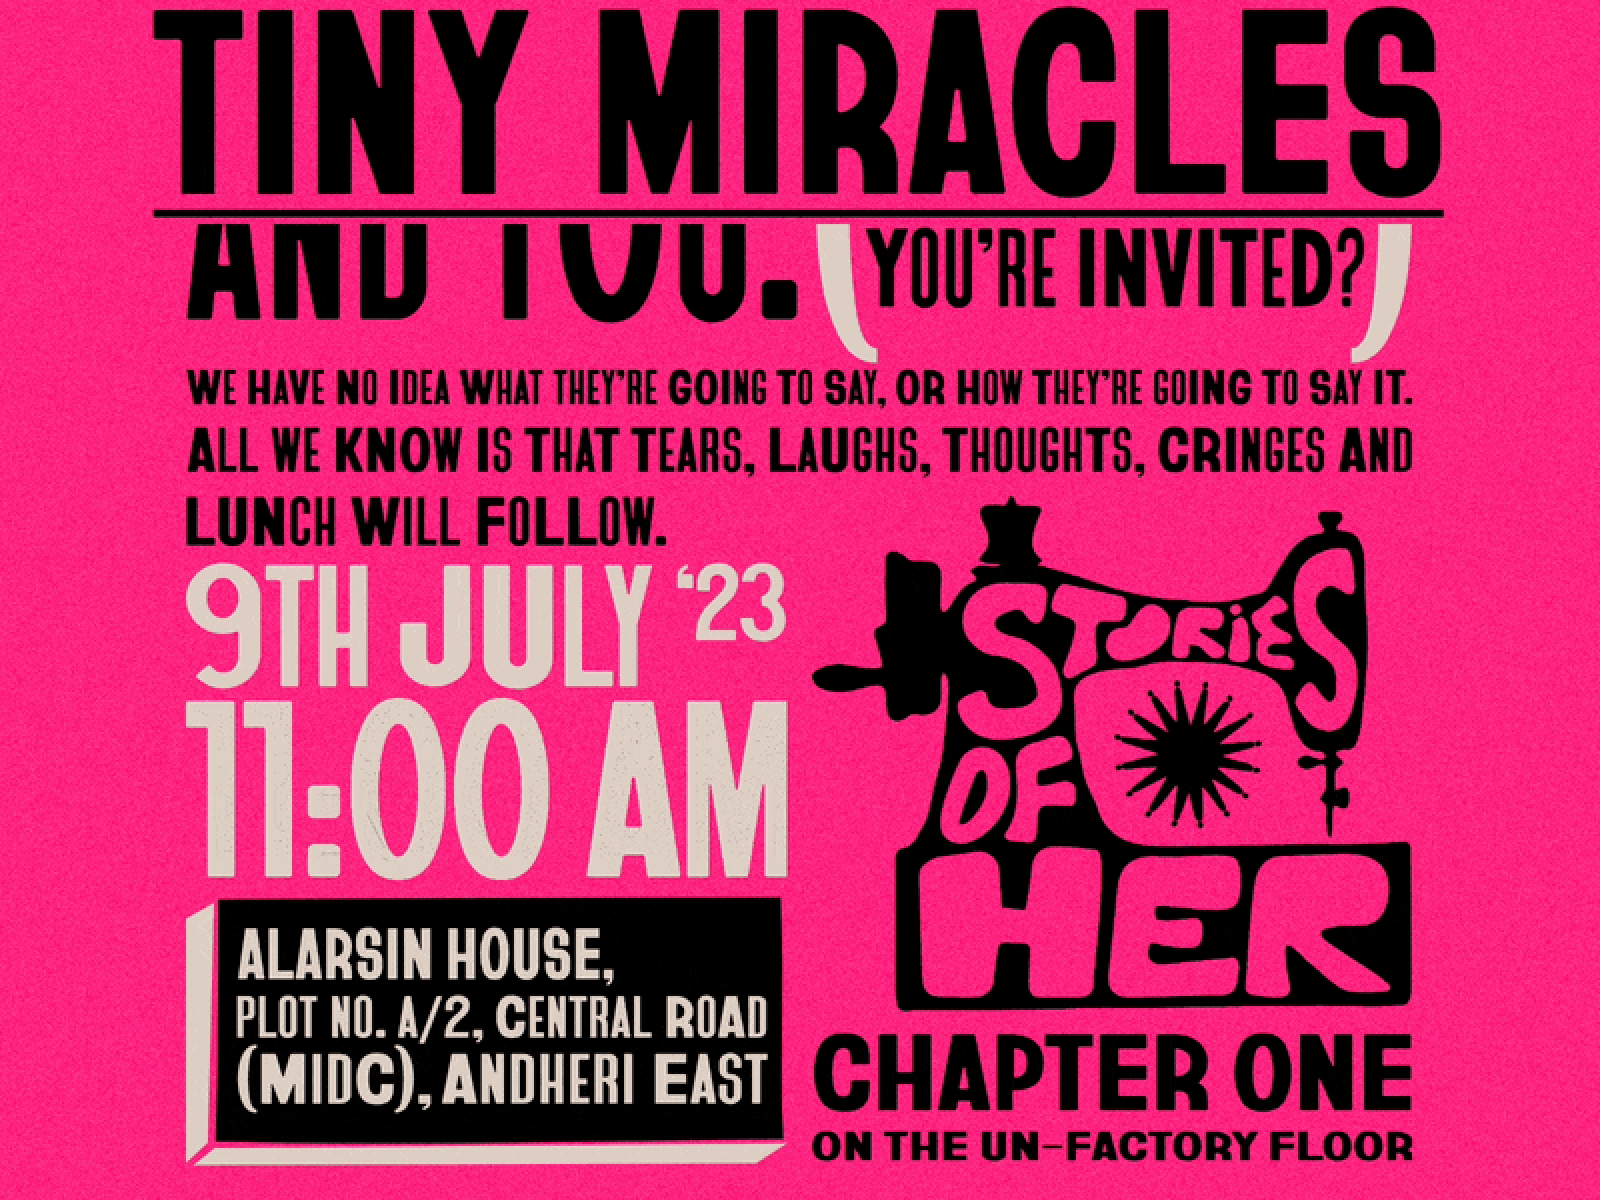 TINY MIRACLES
AND YOU. (YOU'RE INVITED?)
WE HAVE NO IDEA WHAT THEY'RE GOING TO SAY, OR HOW THEY'RE GOING TO SAY IT.
ALL WE KNOW IS THAT TEARS, LAUGHS, THOUGHTS, CRINGES AND
LUNCH WILL FOLLOW.
9TH JULY ‘23
11:00 AM
ALARSIN HOUSE,
PLOT NO. A/2, CENTRAL ROAD
(MIDC), ANDHERI EAST
STORIES
OF
HER
CHAPTER ONE
ON THE UN-FACTORY FLOOR